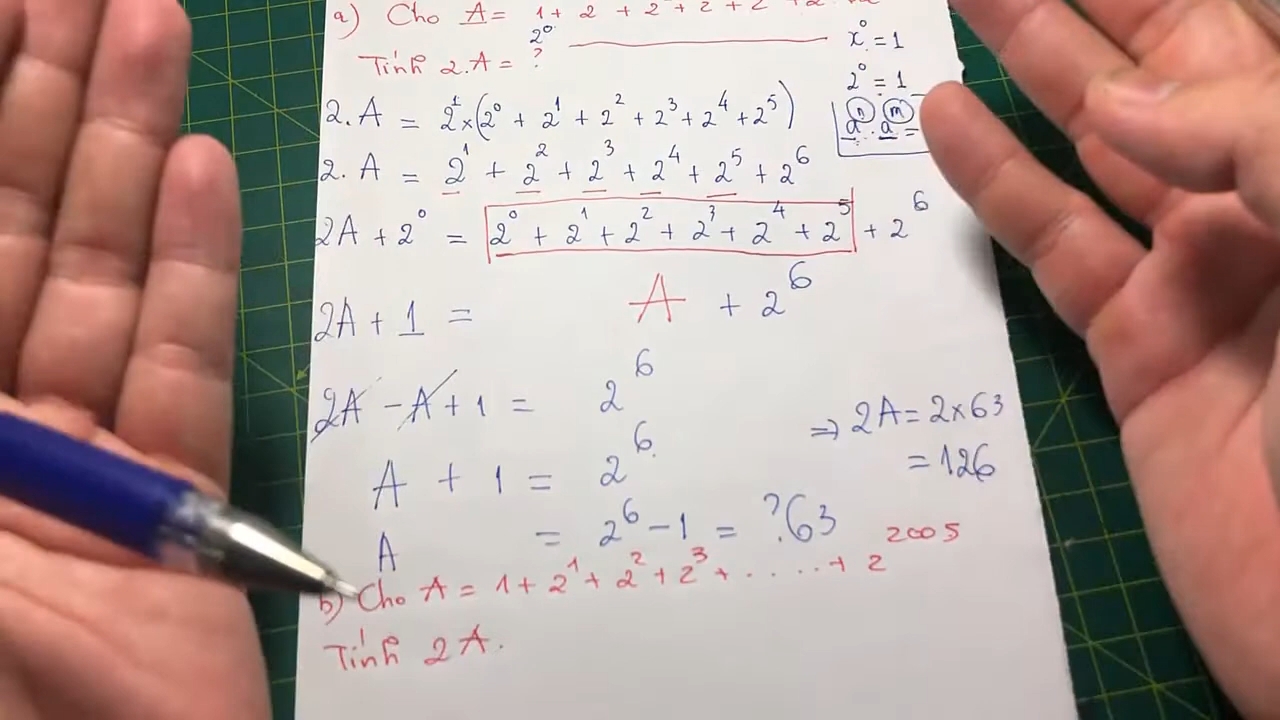 a) Cho A = 1 + 2 + 2 + 2 + 2 + 2
2⁰ x⁰ = 1
Tính 2.A = ?
2⁰ = 1
2.A = 2¹×(2⁰ + 2¹ + 2² + 2³ + 2⁴ + 2⁵)
aⁿ . aᵐ =
2.A = 2¹ + 2² + 2³ + 2⁴ + 2⁵ + 2⁶
2A + 2⁰ = 2⁰ + 2¹ + 2² + 2³ + 2⁴ + 2⁵ + 2⁶
2A + 1 = A + 2⁶
2A - A + 1 = 2⁶
⇒ 2A = 2×63
A + 1 = 2⁶
= 126
A = 2⁶ - 1 = ? 63
b) Cho A = 1 + 2¹ + 2² + 2³ + ..... + 2²⁰⁰⁵
Tính 2A.